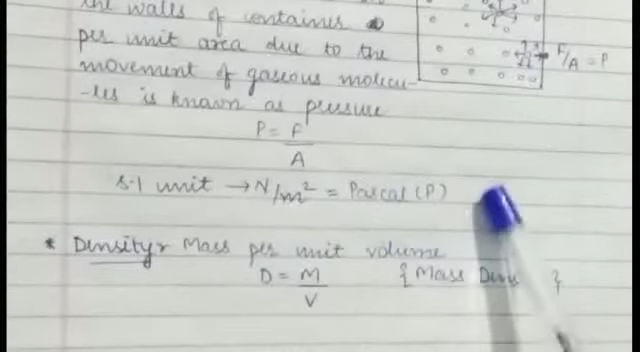 the walls of container
per unit area due to the
movement of gaseous molecu-
-les is known as pressure
F/A = P
P = F
A
S.I unit → N/m² = Pascal (P)
* Density → Mass per unit volume
D = M
V
{ Mass Dens }